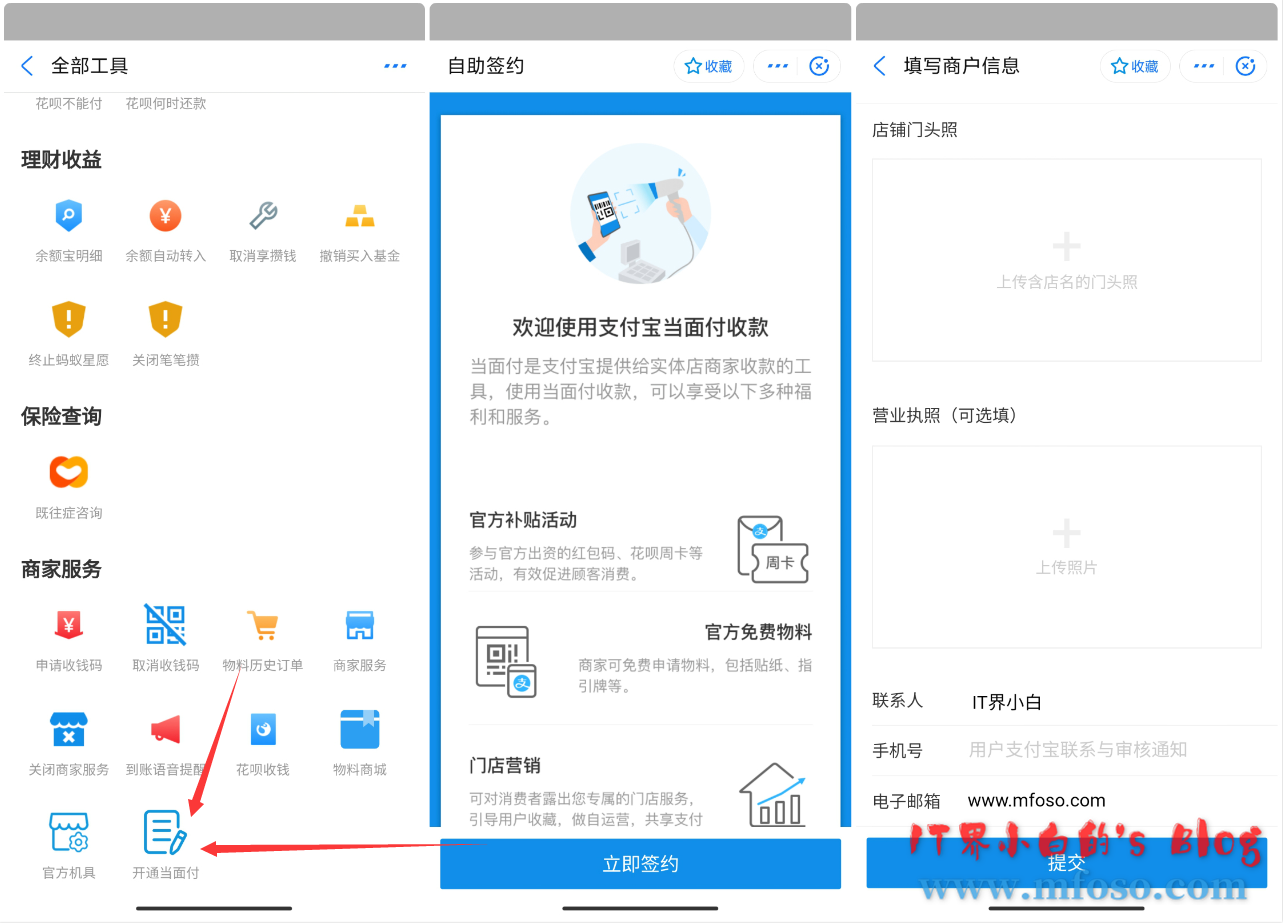 全部工具
花呗不能付 花呗何时还款
理财收益
余额宝明细 余额自动转入 取消享攒钱 撤销买入基金
终止蚂蚁星愿 关闭笔笔攒
保险查询
既往症咨询
商家服务
申请收钱码 取消收钱码 物料历史订单 商家服务
关闭商家服务 到账语音提醒 花呗收钱 物料商城
官方机具 开通当面付
自助签约 收藏
欢迎使用支付宝当面付收款
当面付是支付宝提供给实体店商家收款的工
具，使用当面付收款，可以享受以下多种福
利和服务。
官方补贴活动
参与官方出资的红包码、花呗周卡等
活动，有效促进顾客消费。
支
周卡
官方免费物料
商家可免费申请物料，包括贴纸、指
引牌等。
支
门店营销
可对消费者露出您专属的门店服务，
引导用户收藏，做自运营，共享支付
立即签约
填写商户信息 收藏
店铺门头照
上传含店名的门头照
营业执照（可选填）
上传照片
联系人 IT界小白
手机号 用户支付宝联系与审核通知
电子邮箱 www.mfoso.com
IT界小白的's Blog
提交
www.mfoso.com